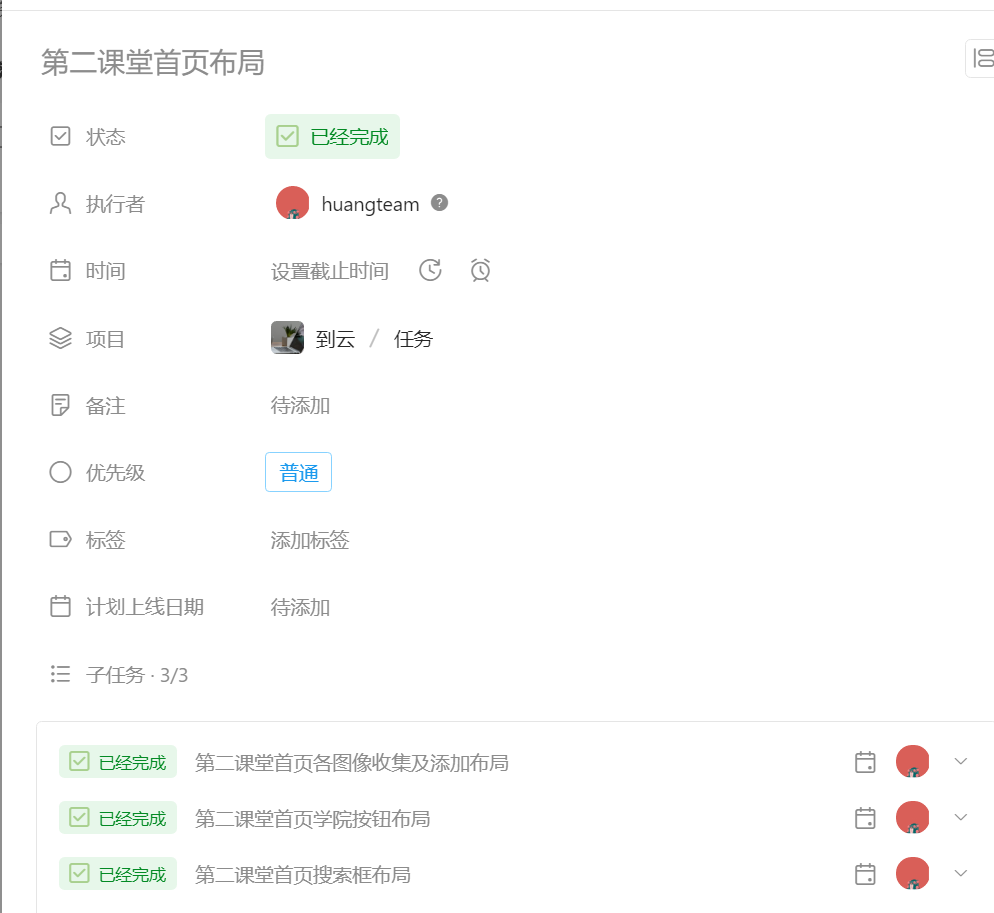 第二课堂首页布局
状态 已经完成
执行者 huangteam ?
时间 设置截止时间
项目 到云 / 任务
备注 待添加
优先级 普通
标签 添加标签
计划上线日期 待添加
子任务 · 3/3
已经完成 第二课堂首页各图像收集及添加布局
已经完成 第二课堂首页学院按钮布局
已经完成 第二课堂首页搜索框布局